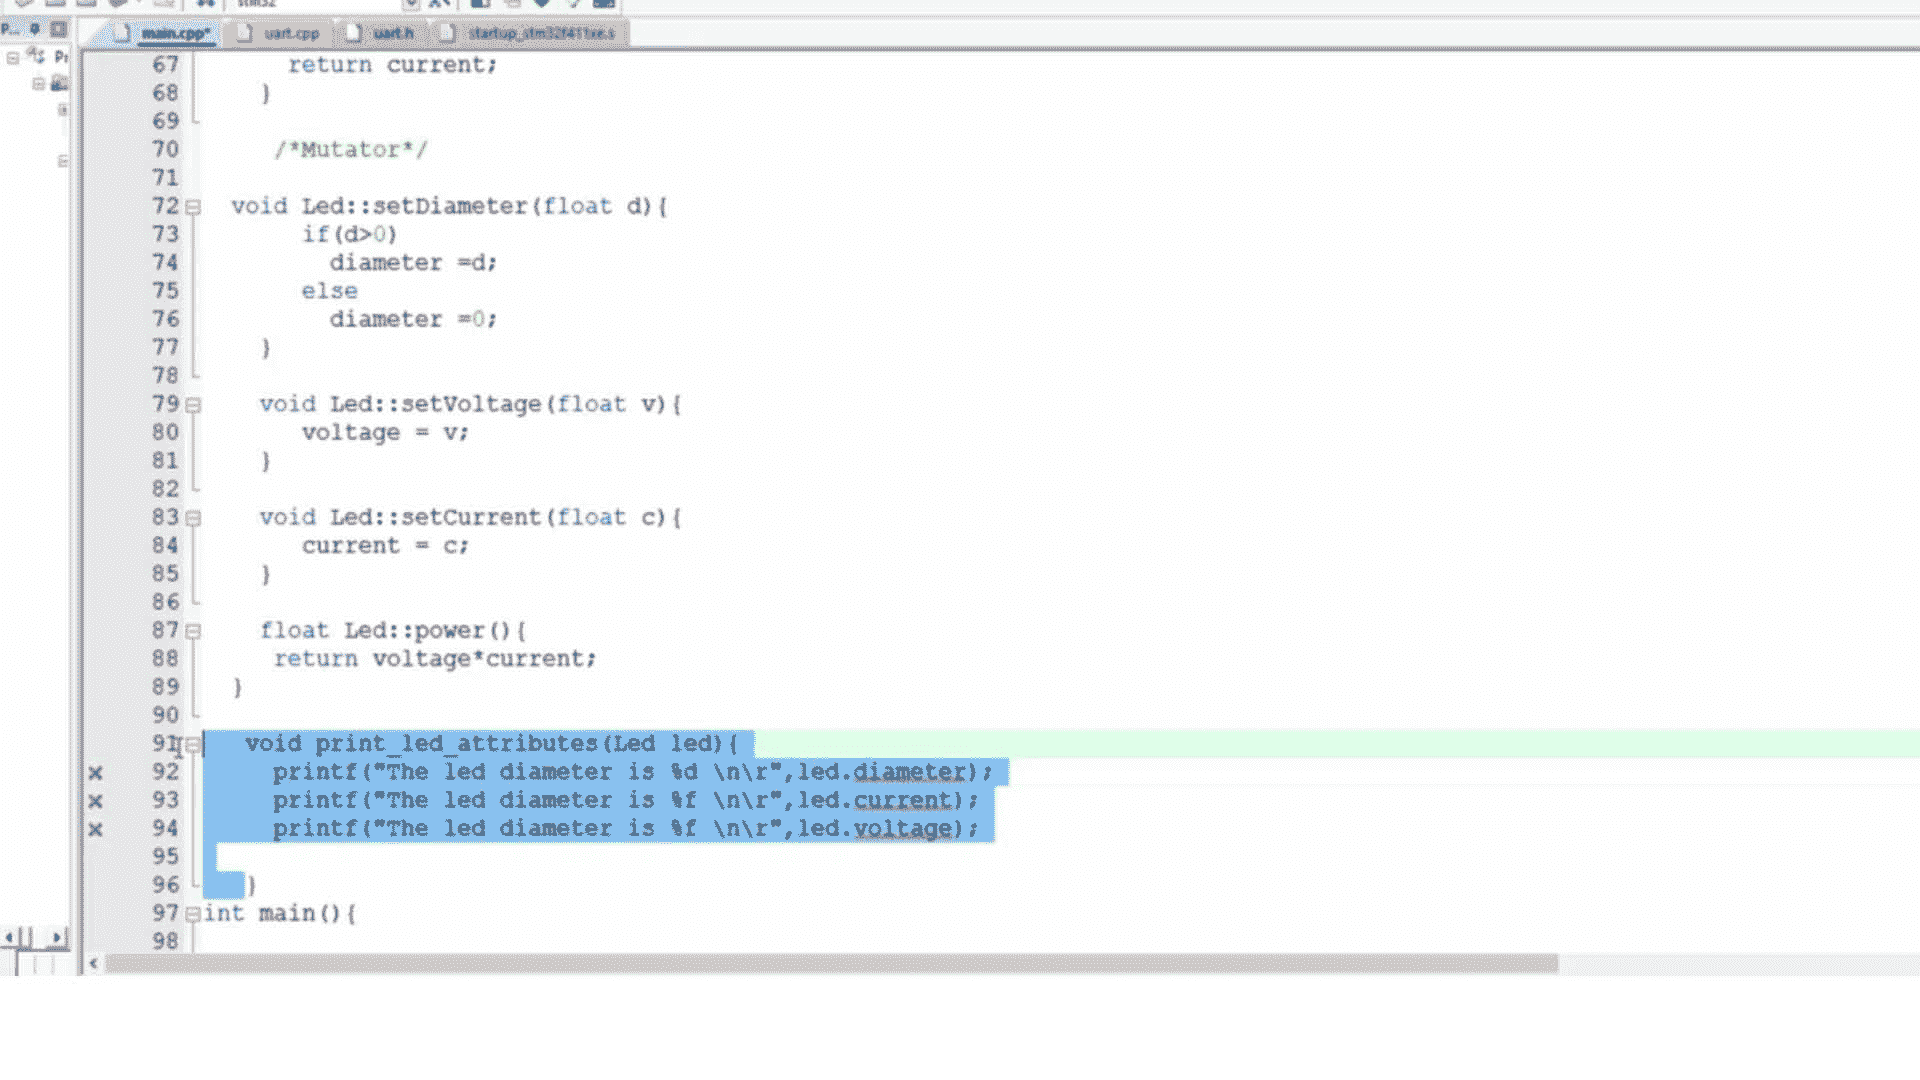 stm32
P...
main.cpp*
uart.cpp
uart.h
startup_stm32f411xe.s
Pr
67 return current;
68 }
69
70 /*Mutator*/
71
72 void Led::setDiameter(float d){
73 if(d>0)
74 diameter =d;
75 else
76 diameter =0;
77 }
78
79 void Led::setVoltage(float v){
80 voltage = v;
81 }
82
83 void Led::setCurrent(float c){
84 current = c;
85 }
86
87 float Led::power(){
88 return voltage*current;
89 }
90
91 void print_led_attributes(Led led){
92 printf("The led diameter is %d \n\r",led.diameter);
93 printf("The led diameter is %f \n\r",led.current);
94 printf("The led diameter is %f \n\r",led.voltage);
95
96 }
97 int main(){
98